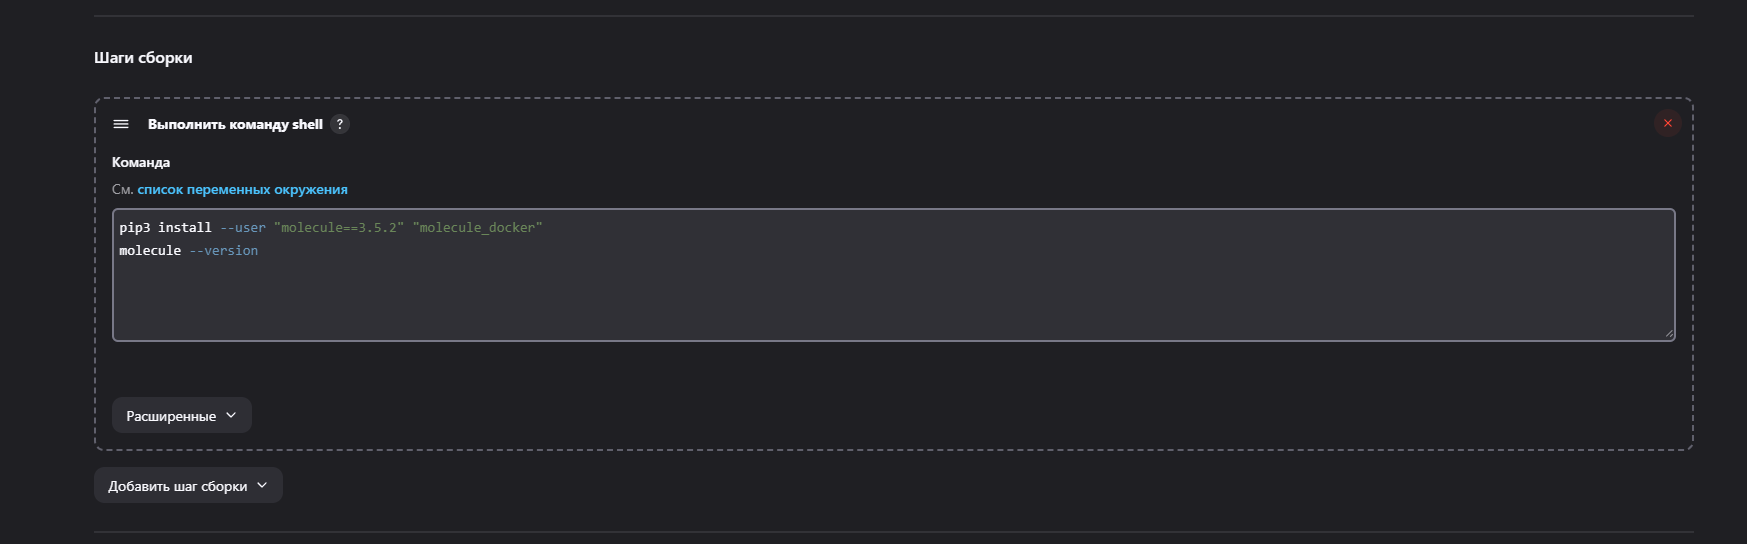 Шаги сборки
Выполнить команду shell ?
Команда
См. список переменных окружения
pip3 install --user "molecule==3.5.2" "molecule_docker"
molecule --version
Расширенные
Добавить шаг сборки